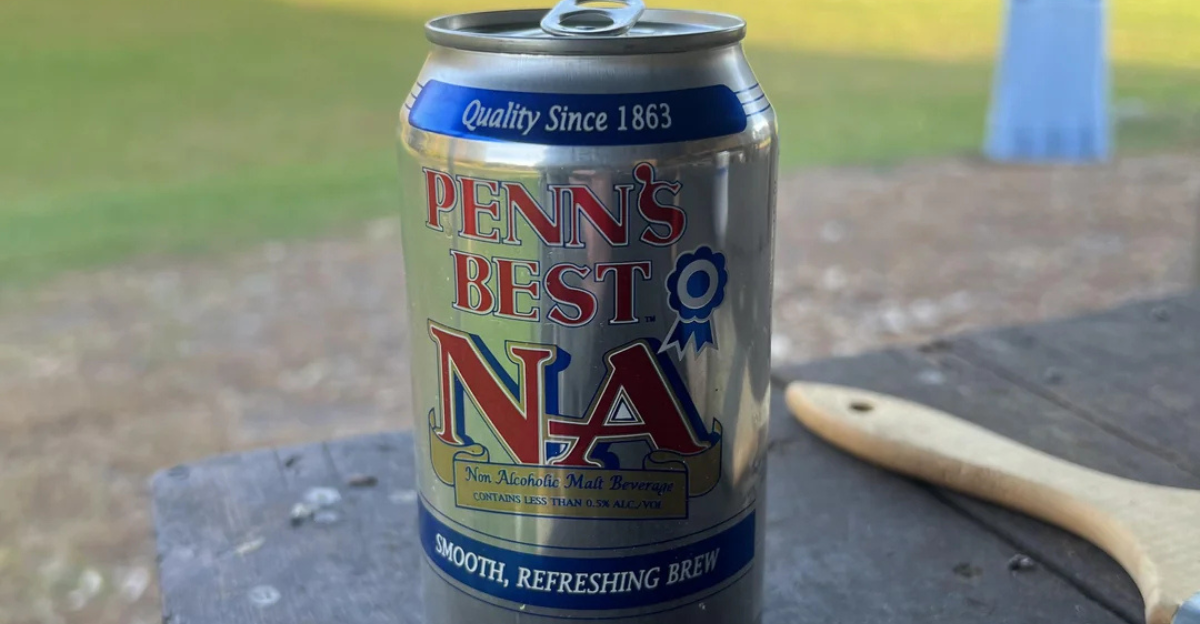 Quality Since 1863
PENN'S
BEST™
NA
Non Alcoholic Malt Beverage
CONTAINS LESS THAN 0.5% ALC/VOL
SMOOTH, REFRESHING BREW